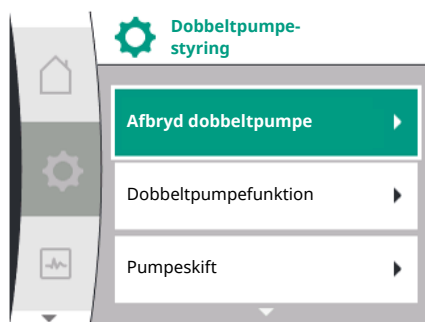 Dobbeltpumpe-
styring
Afbryd dobbeltpumpe
Dobbeltpumpefunktion
Pumpeskift